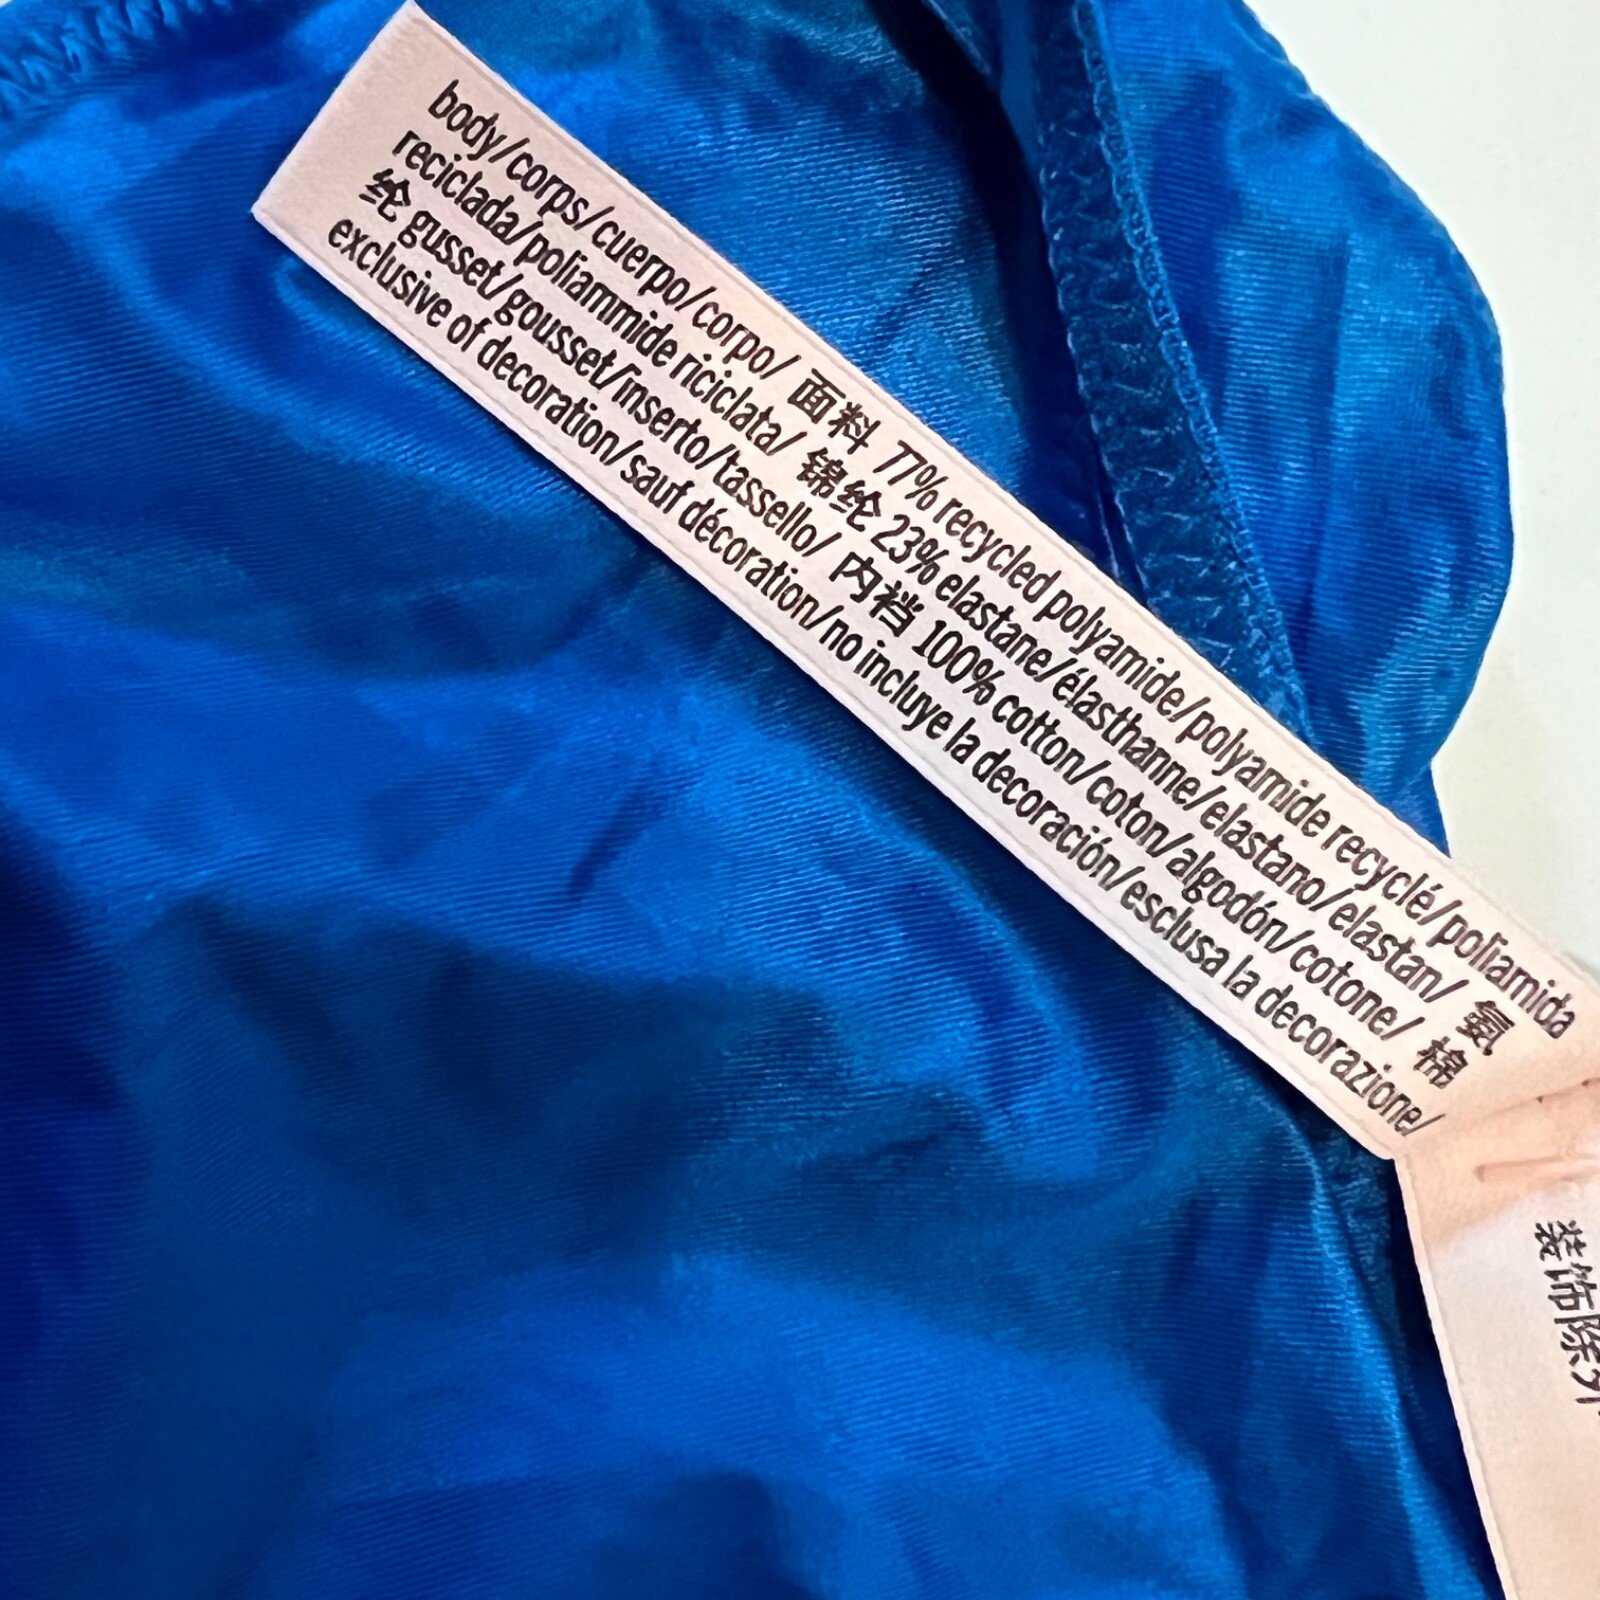 body/corps/cuerpo/corpo/ 面料 77% recycled polyamide/polyamide recyclé/poliamida
reciclada/poliammide riciclata/ 锦纶 23% elastane/élasthanne/elastano/elastan/ 氨
纶 gusset/gousset/inserto/tassello/ 内裆 100% cotton/coton/algodón/cotone/ 棉
exclusive of decoration/sauf décoration/no incluye la decoración/esclusa la decorazione/
装饰除外